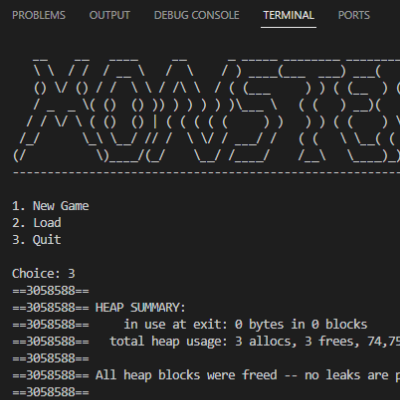 PROBLEMS OUTPUT DEBUG CONSOLE TERMINAL PORTS
MONSTE
1. New Game
2. Load
3. Quit
Choice: 3
==3058588==
==3058588== HEAP SUMMARY:
==3058588== in use at exit: 0 bytes in 0 blocks
==3058588== total heap usage: 3 allocs, 3 frees, 74,75
==3058588==
==3058588== All heap blocks were freed -- no leaks are p
==3058588==